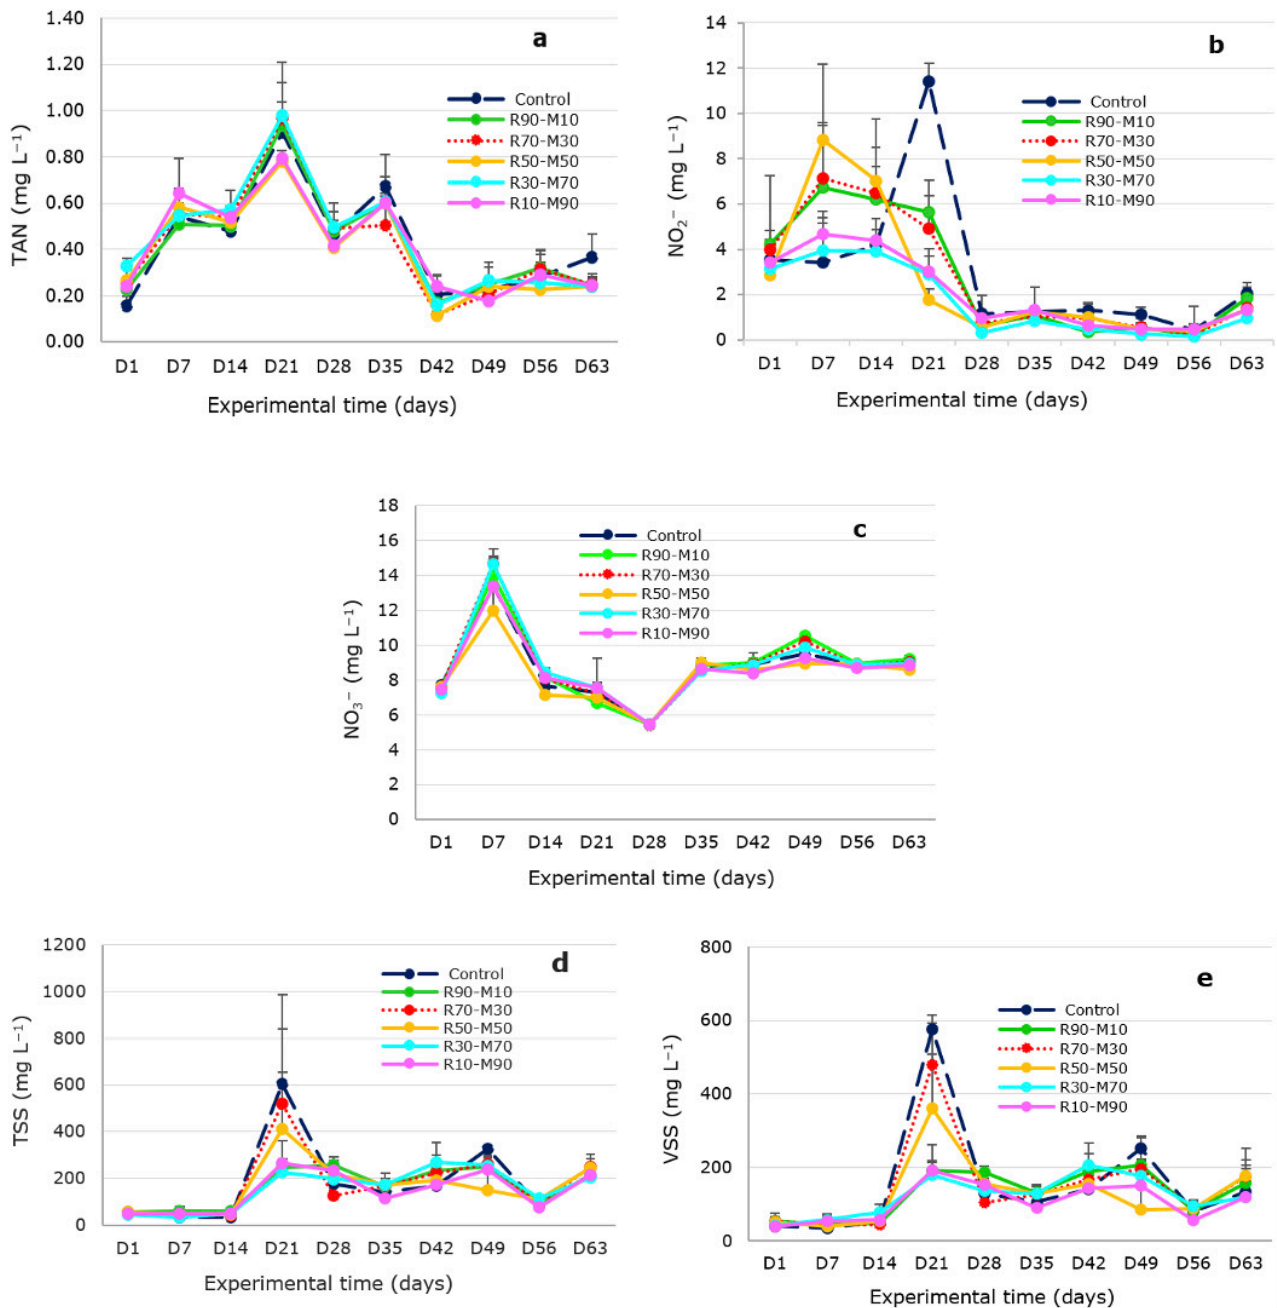 a
1.40
1.20
1.00
0.80
0.60
0.40
0.20
0.00
TAN (mg L⁻¹)
Control
R90-M10
R70-M30
R50-M50
R30-M70
R10-M90
D1 D7 D14 D21 D28 D35 D42 D49 D56 D63
Experimental time (days)
b
14
12
10
8
6
4
2
0
NO₂⁻ (mg L⁻¹)
Control
R90-M10
R70-M30
R50-M50
R30-M70
R10-M90
D1 D7 D14 D21 D28 D35 D42 D49 D56 D63
Experimental time (days)
c
18
16
14
12
10
8
6
4
2
0
NO₃⁻ (mg L⁻¹)
Control
R90-M10
R70-M30
R50-M50
R30-M70
R10-M90
D1 D7 D14 D21 D28 D35 D42 D49 D56 D63
Experimental time (days)
d
1200
1000
800
600
400
200
0
TSS (mg L⁻¹)
Control
R90-M10
R70-M30
R50-M50
R30-M70
R10-M90
D1 D7 D14 D21 D28 D35 D42 D49 D56 D63
Experimental time (days)
e
800
600
400
200
0
VSS (mg L⁻¹)
Control
R90-M10
R70-M30
R50-M50
R30-M70
R10-M90
D1 D7 D14 D21 D28 D35 D42 D49 D56 D63
Experimental time (days)